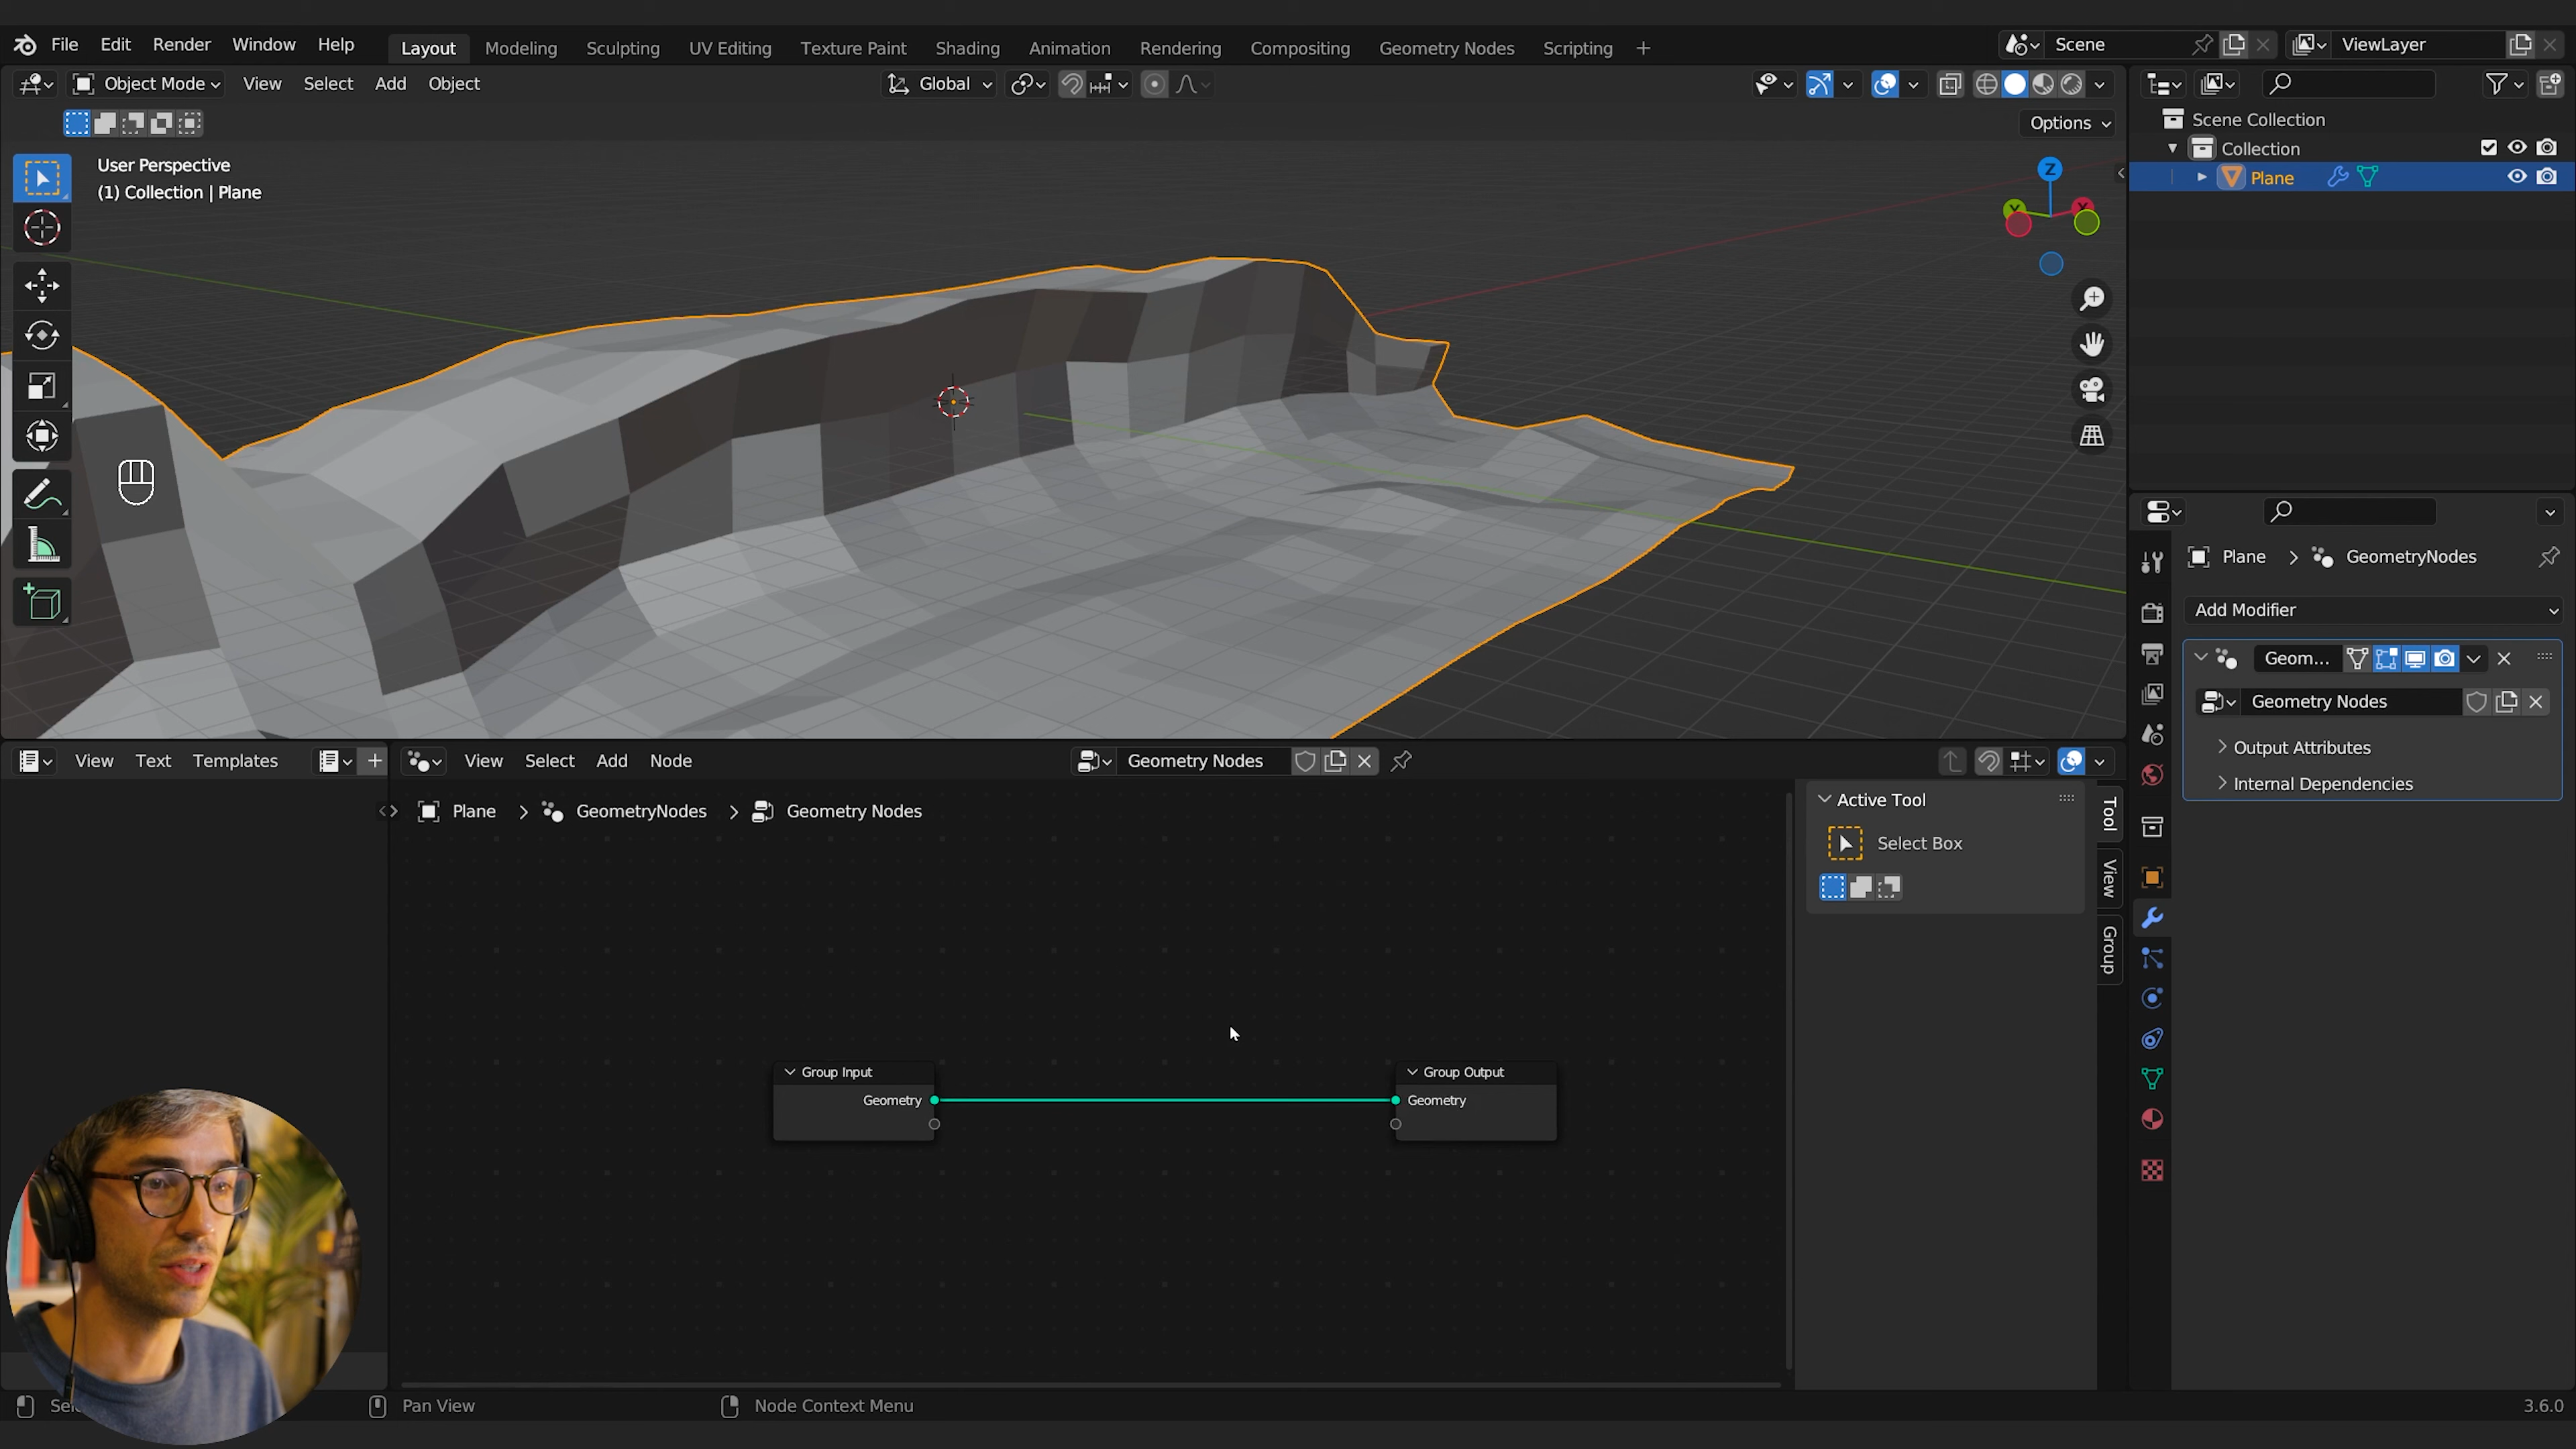 File Edit Render Window Help Layout Modeling Sculpting UV Editing Texture Paint Shading Animation Rendering Compositing Geometry Nodes Scripting + Scene ViewLayer
Object Mode View Select Add Object Global
Options
User Perspective
(1) Collection | Plane
Z
Y
X
Scene Collection
Collection
Plane
Plane > GeometryNodes
Add Modifier
Geom...
Geometry Nodes
Output Attributes
Internal Dependencies
View Text Templates + View Select Add Node Geometry Nodes
Plane > GeometryNodes > Geometry Nodes
Active Tool
Select Box
Tool
View
Group
Group Input
Geometry
Group Output
Geometry
Pan View Node Context Menu 3.6.0